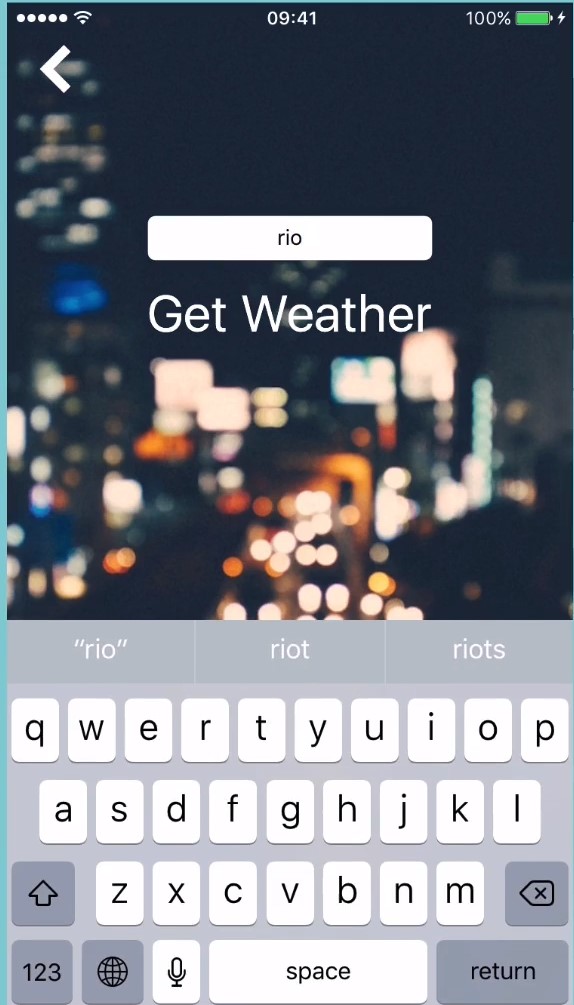 09:41 100%
rio
Get Weather
“rio” riot riots
q w e r t y u i o p
a s d f g h j k l
z x c v b n m
123 space return